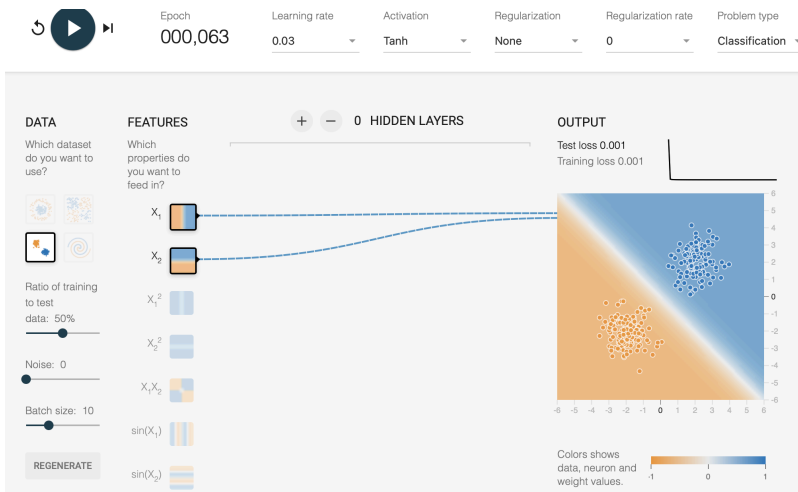 Epoch
000,063
Learning rate
0.03
Activation
Tanh
Regularization
None
Regularization rate
0
Problem type
Classification
DATA
Which dataset
do you want to
use?
Ratio of training
to test
data: 50%
Noise: 0
Batch size: 10
REGENERATE
FEATURES
Which
properties do
you want to
feed in?
X₁
X₂
X₁²
X₂²
X₁X₂
sin(X₁)
sin(X₂)
+ − 0 HIDDEN LAYERS
OUTPUT
Test loss 0.001
Training loss 0.001
6
5
4
3
2
1
0
-1
-2
-3
-4
-5
-6
-6 -5 -4 -3 -2 -1 0 1 2 3 4 5 6
Colors shows
data, neuron and
weight values.
-1 0 1